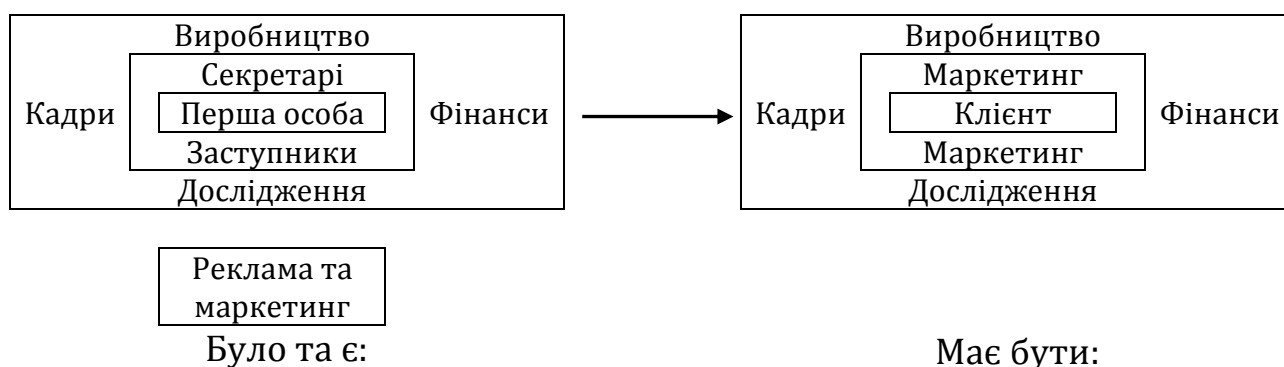 Виробництво
Секретарі
Кадри Перша особа Фінанси
Заступники
Дослідження
Реклама та
маркетинг
Було та є:
Виробництво
Маркетинг
Кадри Клієнт Фінанси
Маркетинг
Дослідження
Має бути: